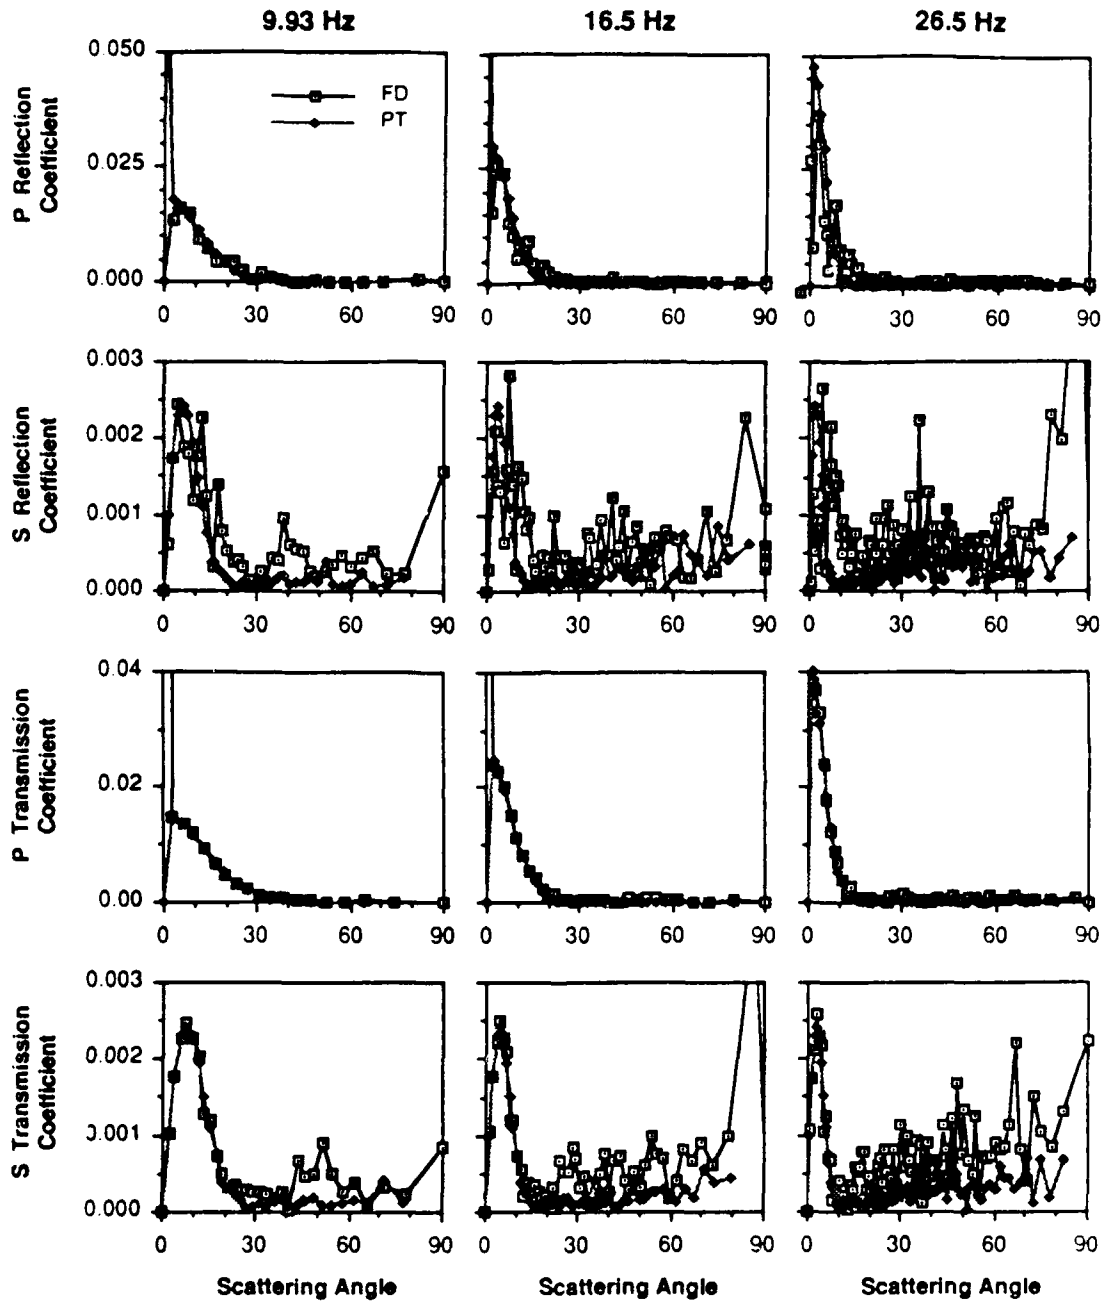 9.93 Hz 16.5 Hz 26.5 Hz
P Reflection
Coefficient
0.050
0.025
0.000
FD
PT
0 30 60 90 0 30 60 90 0 30 60 90
S Reflection
Coefficient
0.003
0.002
0.001
0.000
0 30 60 90 0 30 60 90 0 30 60 90
P Transmission
Coefficient
0.04
0.02
0.00
0 30 60 90 0 30 60 90 0 30 60 90
S Transmission
Coefficient
0.003
0.002
0.001
0.000
0 30 60 90 0 30 60 90 0 30 60 90
Scattering Angle Scattering Angle Scattering Angle